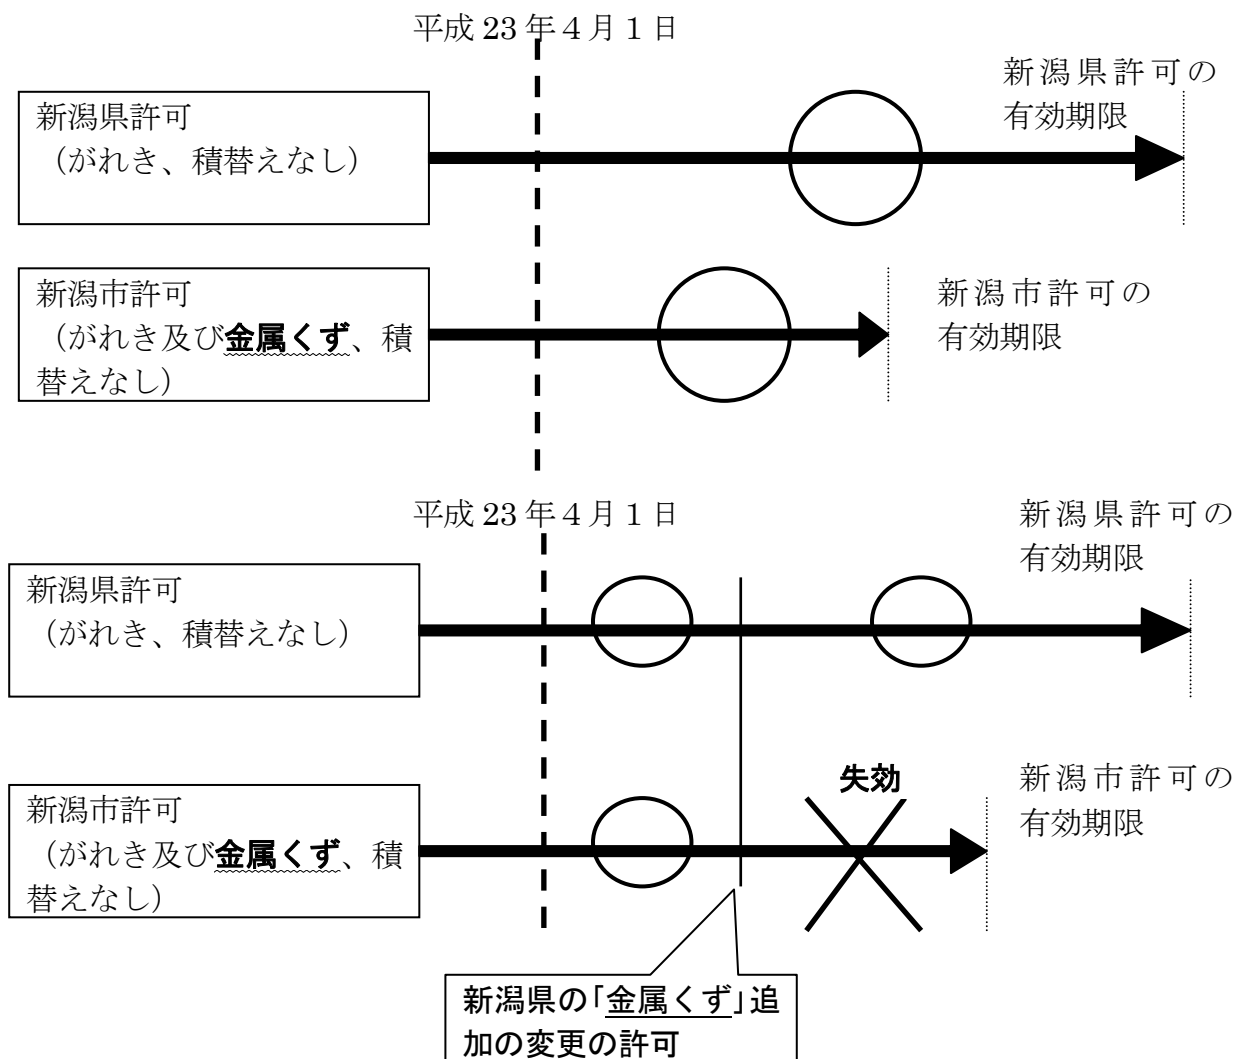 平成 23 年 4 月 1 日
新潟県許可の
有効期限
新潟県許可
（がれき、積替えなし）
新潟市許可
（がれき及び金属くず、積
替えなし）
新潟市許可の
有効期限
平成 23 年 4 月 1 日
新潟県許可の
有効期限
新潟県許可
（がれき、積替えなし）
失効
新潟市許可の
有効期限
新潟市許可
（がれき及び金属くず、積
替えなし）
新潟県の「金属くず」追
加の変更の許可